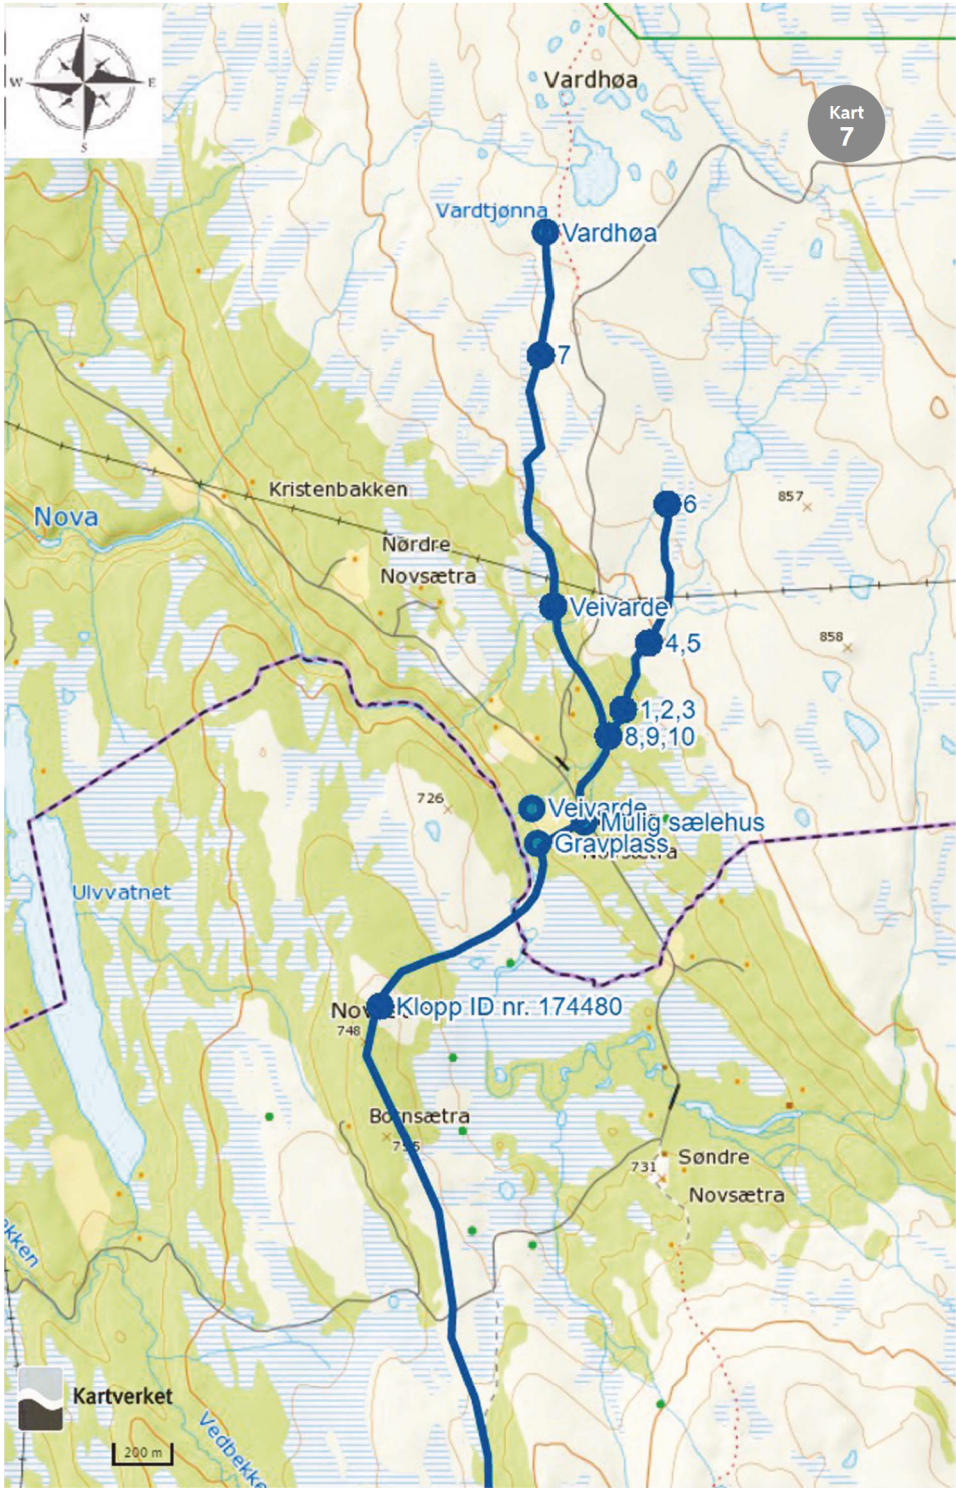 N
W
E
S
Vardhøa
Kart
7
Vardtjønna
Vardhøa
7
Kristenbakken
6
857
Nova
Nørdre
Novsætra
Veivarde
858
4,5
1,2,3
8,9,10
726
Veivarde
Mulig sælehus
Gravplass
Ulvvatnet
Klopp ID nr. 174480
748
Bornsætra
731
Søndre
Novsætra
Kartverket
200 m